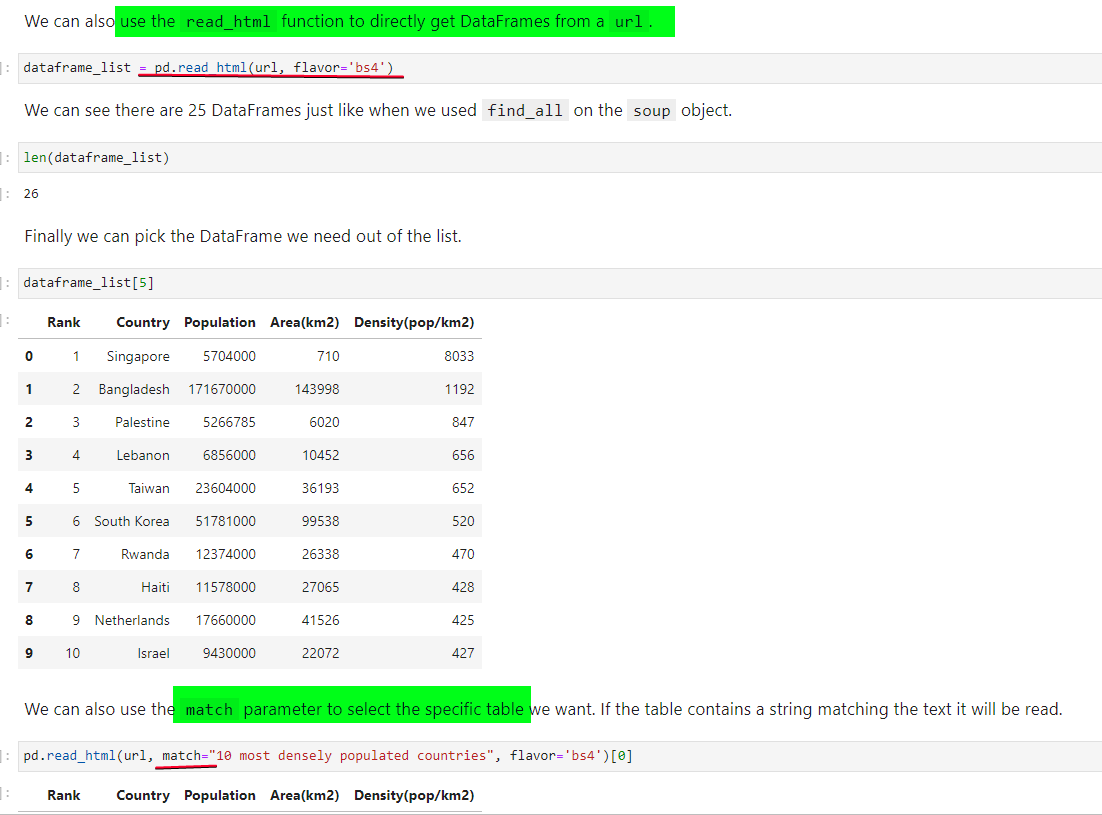 We can also use the read_html function to directly get DataFrames from a url.
]: dataframe_list = pd.read_html(url, flavor='bs4')
We can see there are 25 DataFrames just like when we used find_all on the soup object.
]: len(dataframe_list)
]: 26
Finally we can pick the DataFrame we need out of the list.
]: dataframe_list[5]
]: Rank Country Population Area(km2) Density(pop/km2)
0 1 Singapore 5704000 710 8033
1 2 Bangladesh 171670000 143998 1192
2 3 Palestine 5266785 6020 847
3 4 Lebanon 6856000 10452 656
4 5 Taiwan 23604000 36193 652
5 6 South Korea 51781000 99538 520
6 7 Rwanda 12374000 26338 470
7 8 Haiti 11578000 27065 428
8 9 Netherlands 17660000 41526 425
9 10 Israel 9430000 22072 427
We can also use the match parameter to select the specific table we want. If the table contains a string matching the text it will be read.
]: pd.read_html(url, match="10 most densely populated countries", flavor='bs4')[0]
]: Rank Country Population Area(km2) Density(pop/km2)